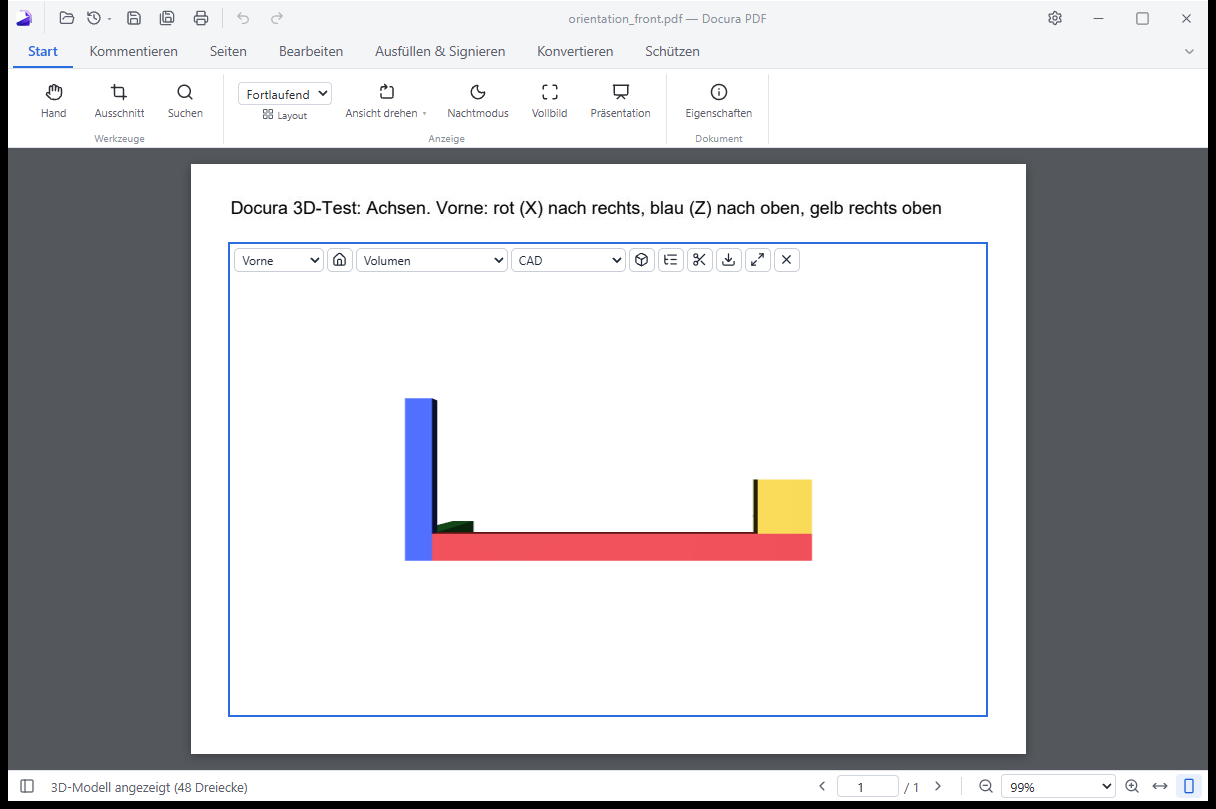 orientation_front.pdf — Docura PDF
Start Kommentieren Seiten Bearbeiten Ausfüllen & Signieren Konvertieren Schützen
Hand Ausschnitt Suchen Fortlaufend Layout Ansicht drehen Nachtmodus Vollbild Präsentation Eigenschaften
Werkzeuge Anzeige Dokument
Docura 3D-Test: Achsen. Vorne: rot (X) nach rechts, blau (Z) nach oben, gelb rechts oben
Vorne Volumen CAD
3D-Modell angezeigt (48 Dreiecke) 1 / 1 99%